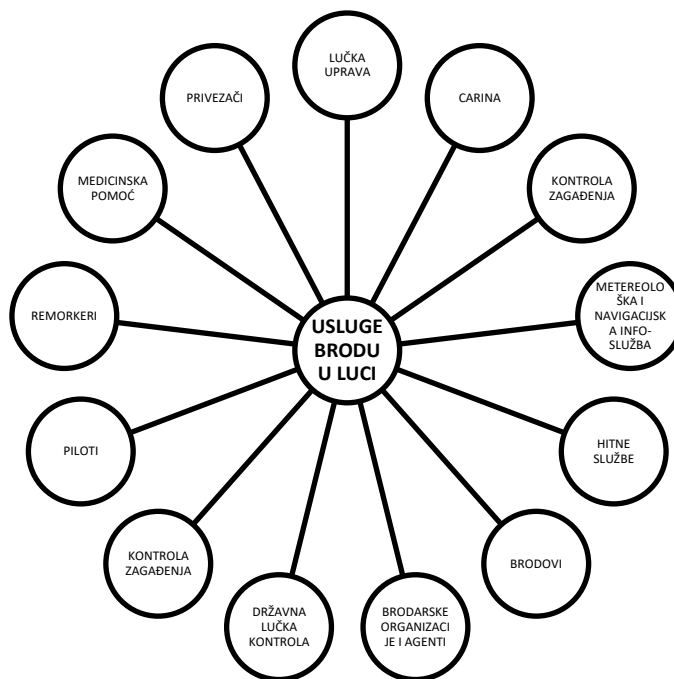 LUČKA
UPRAVA
CARINA
KONTROLA
ZAGAĐENJA
METEREOLO
ŠKA I
NAVIGACIJSK
A INFO-
SLUŽBA
HITNE
SLUŽBE
BRODOVI
BRODARSKE
ORGANIZACI
JE I AGENTI
DRŽAVNA
LUČKA
KONTROLA
KONTROLA
ZAGAĐENJA
PILOTI
REMORKERI
MEDICINSKA
POMOĆ
PRIVEZAČI
USLUGE
BRODU
U LUCI